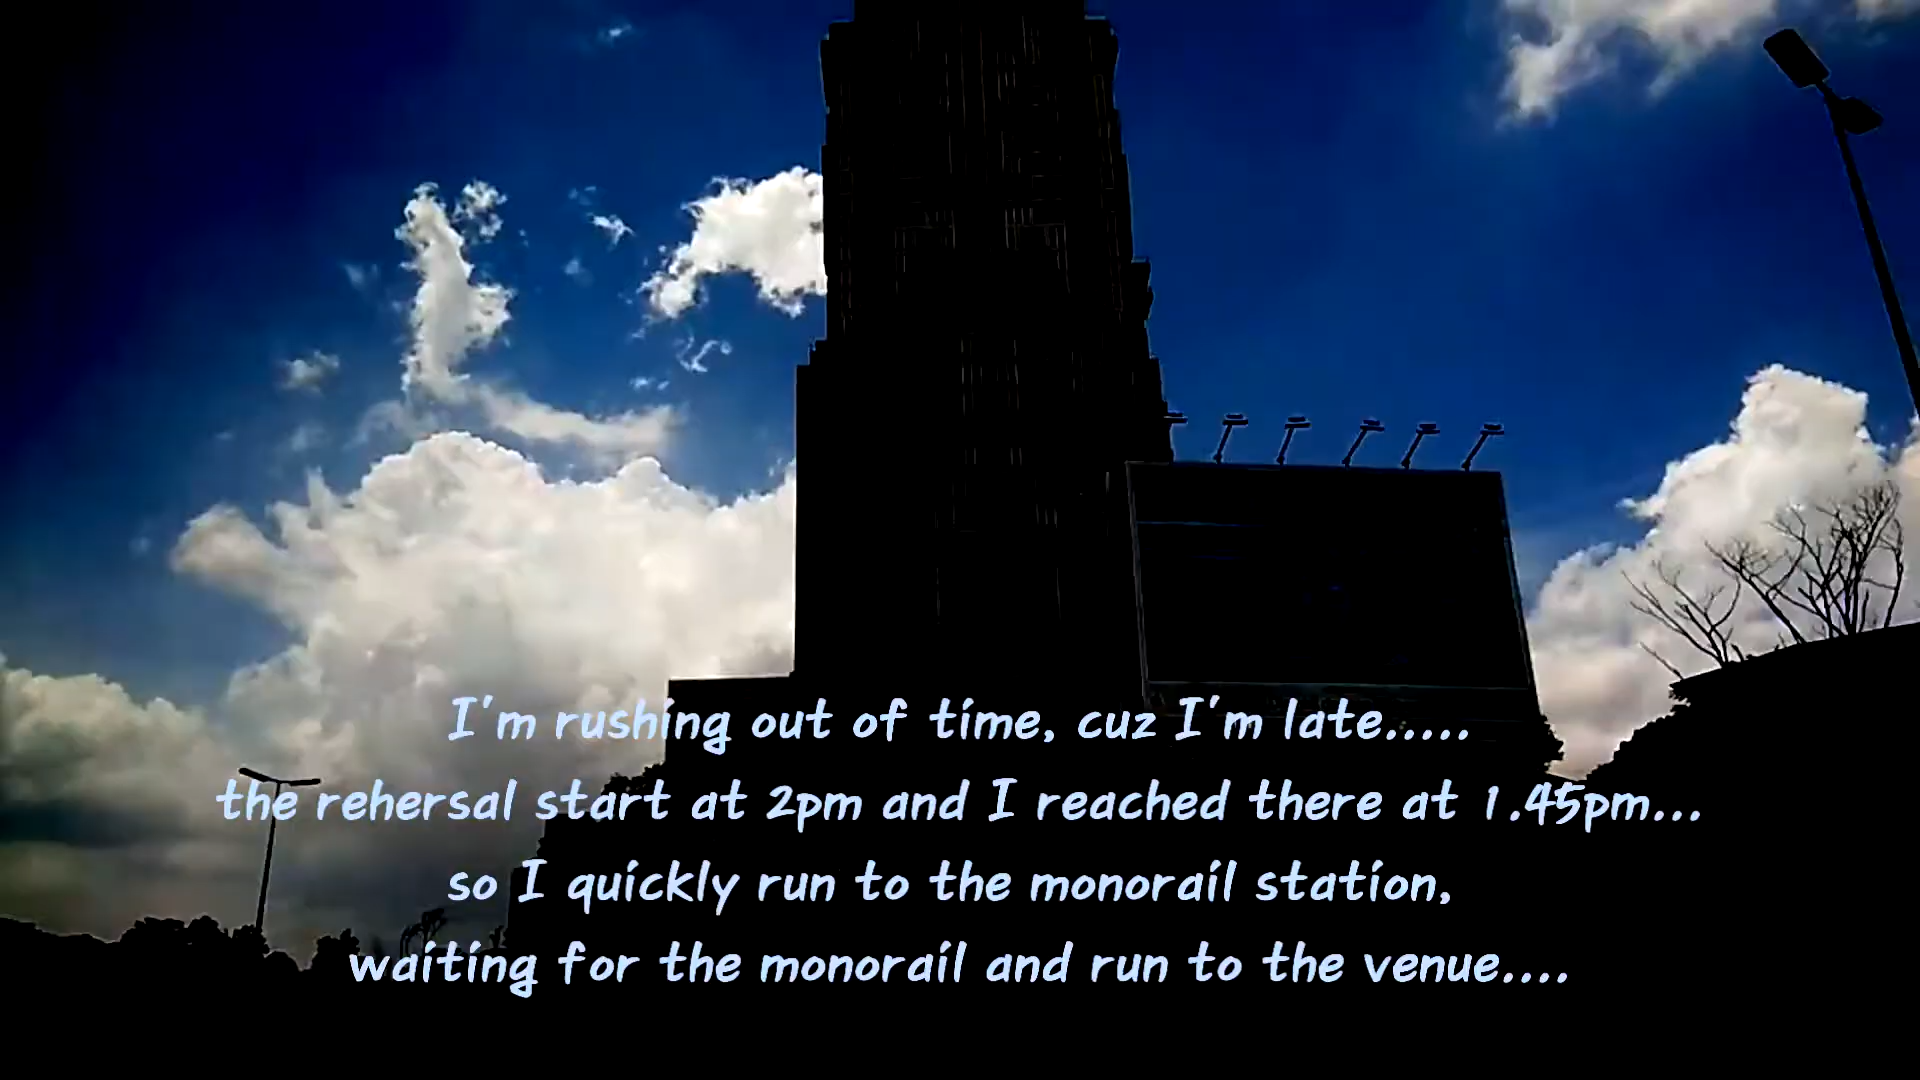 I'm rushing out of time, cuz I'm late.....
the rehersal start at 2pm and I reached there at 1.45pm...
so I quickly run to the monorail station,
waiting for the monorail and run to the venue....